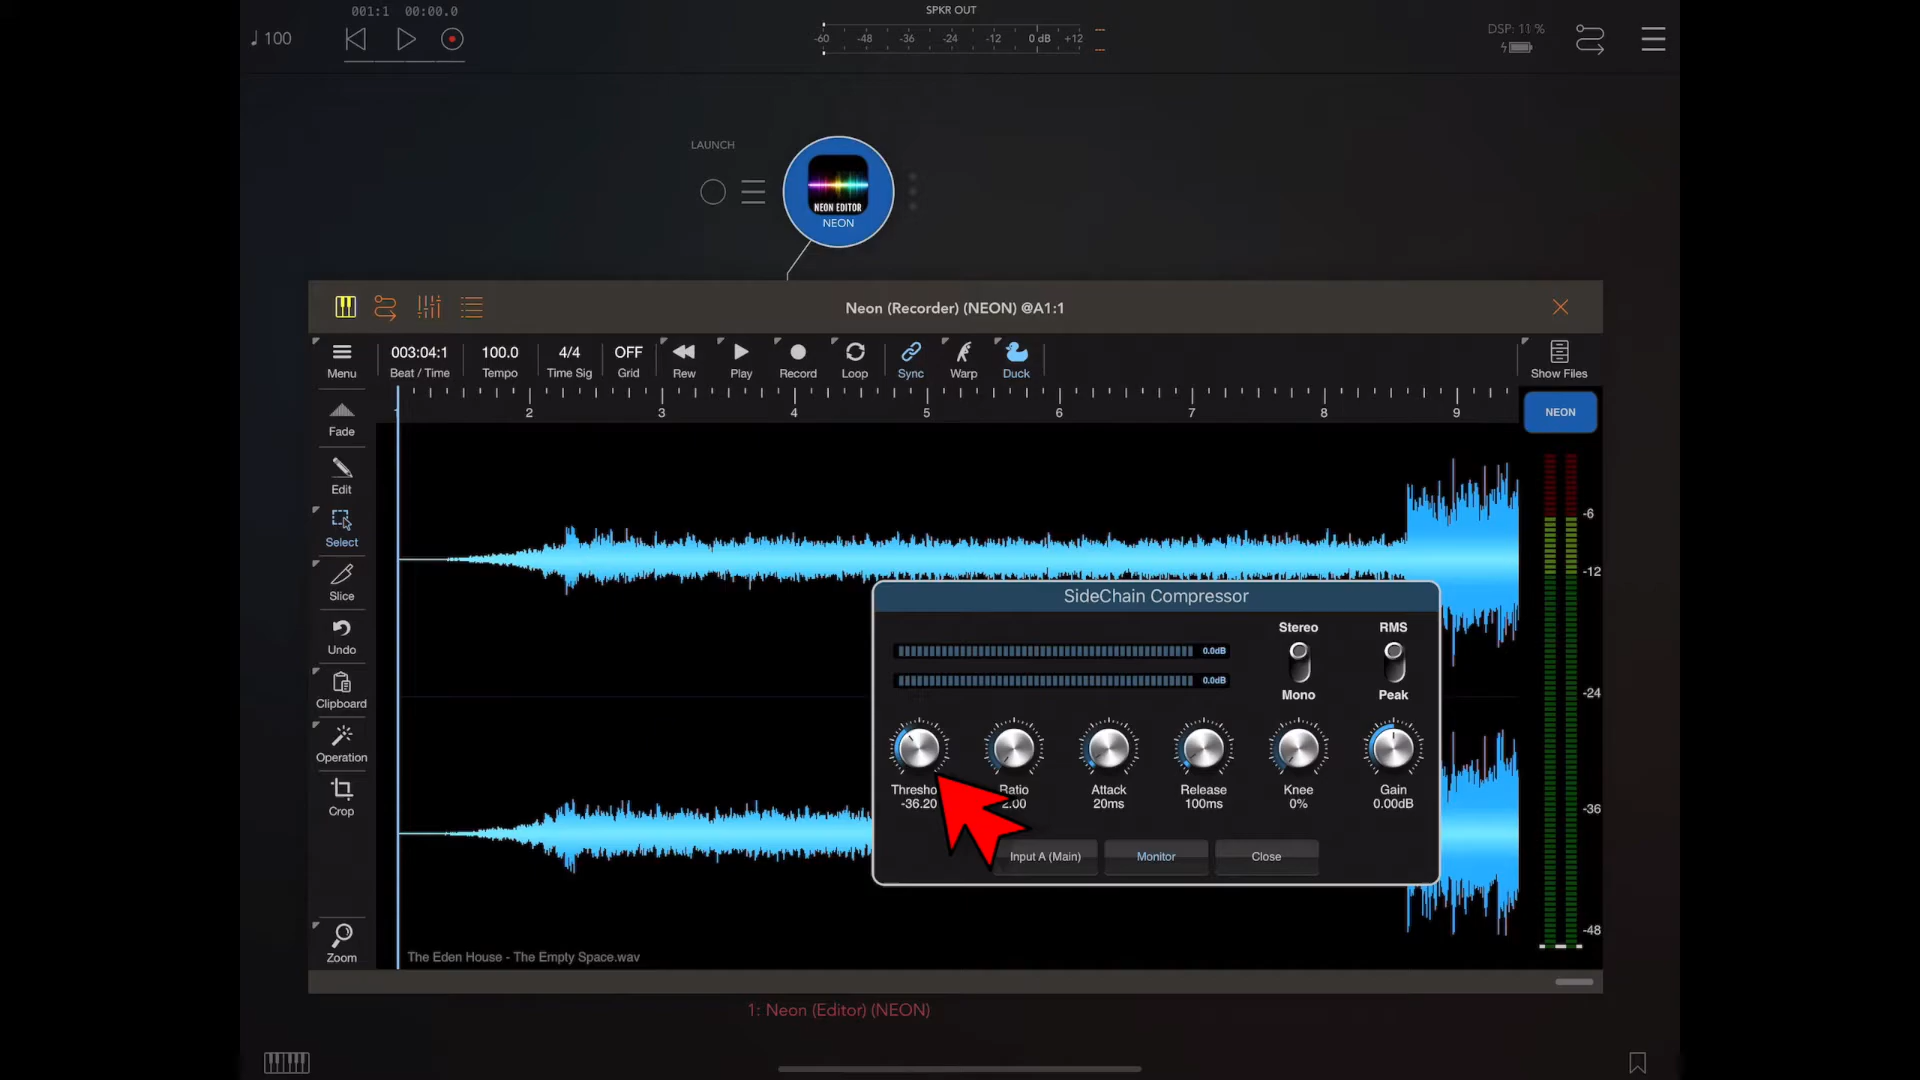 001:1 00:00.0
SPKR OUT
♩ 100
-60 -48 -36 -24 -12 0 dB +12
DSP: 11 %
LAUNCH
NEON EDITOR
NEON
Neon (Recorder) (NEON) @A1:1
Menu
003:04:1
Beat / Time
100.0
Tempo
4/4
Time Sig
OFF
Grid
Rew
Play
Record
Loop
Sync
Warp
Duck
Show Files
2 3 4 5 6 7 8 9
NEON
Fade
Edit
Select
Slice
Undo
Clipboard
Operation
Crop
Zoom
-6
-12
-24
-36
-48
SideChain Compressor
0.0dB
0.0dB
Stereo
Mono
RMS
Peak
-36.20
Attack
20ms
Release
100ms
Knee
0%
Gain
0.00dB
Input A (Main)
Monitor
Close
The Eden House - The Empty Space.wav
1: Neon (Editor) (NEON)